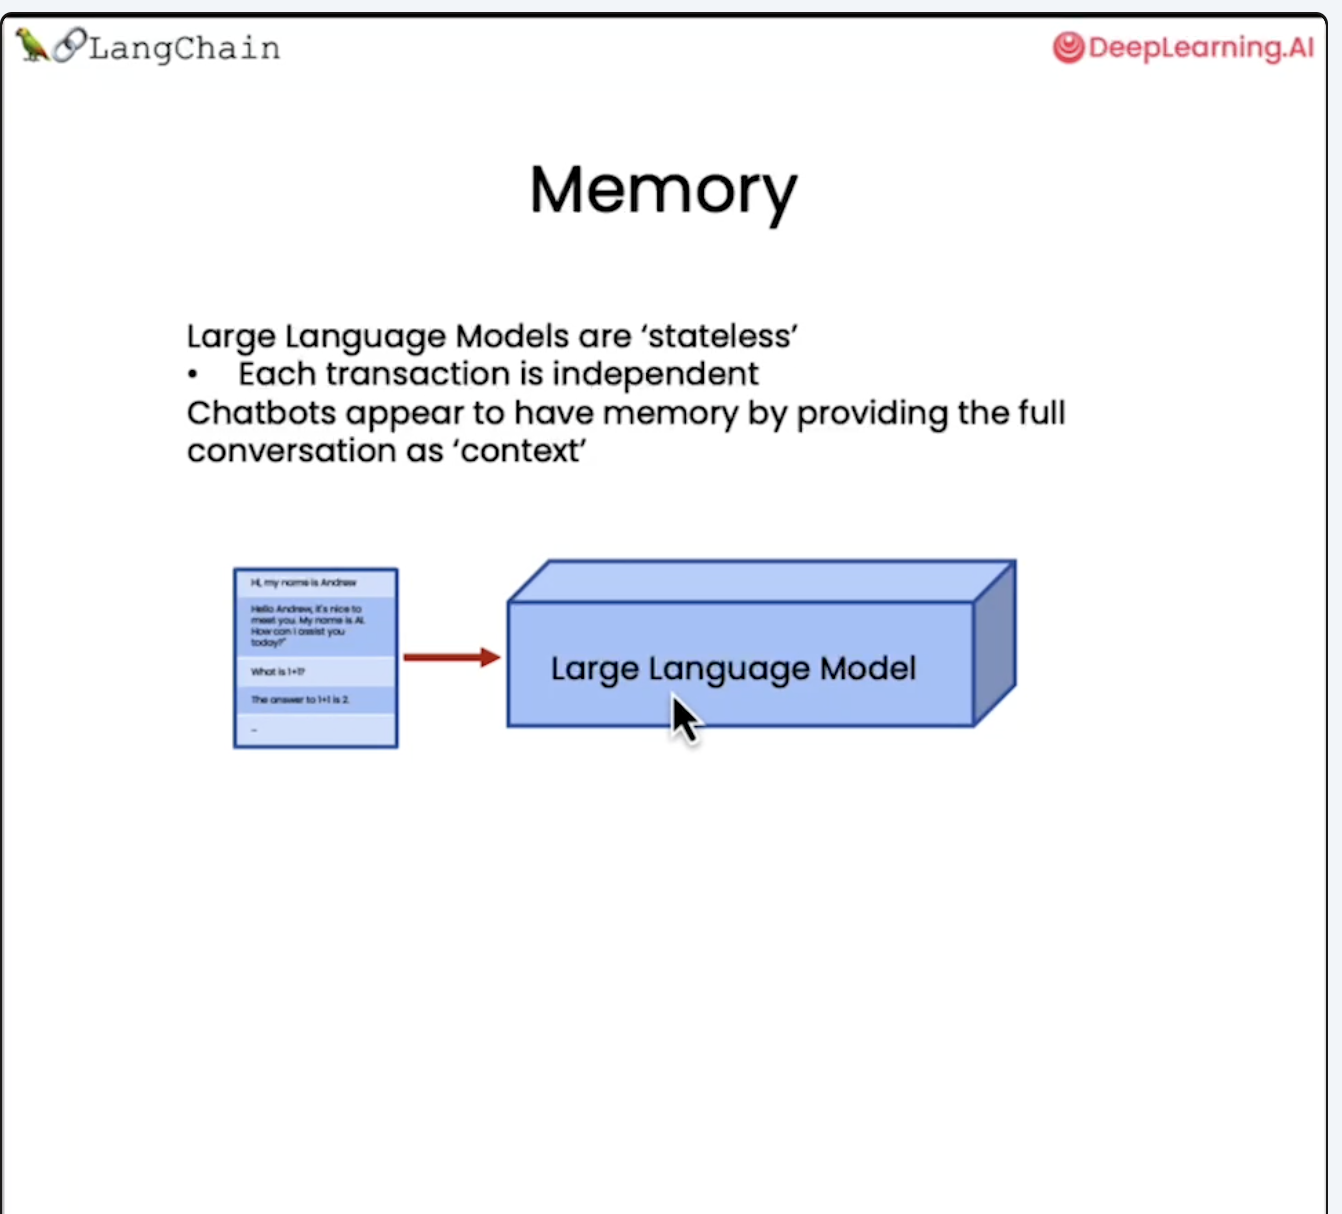 LangChain
DeepLearning.AI
Memory
Large Language Models are ‘stateless’
• Each transaction is independent
Chatbots appear to have memory by providing the full
conversation as ‘context’
Hi, my name is Andrew
Hello Andrew, it's nice to
meet you. My name is AI.
How can I assist you
today?"
What is 1+1?
The answer to 1+1 is 2.
Large Language Model